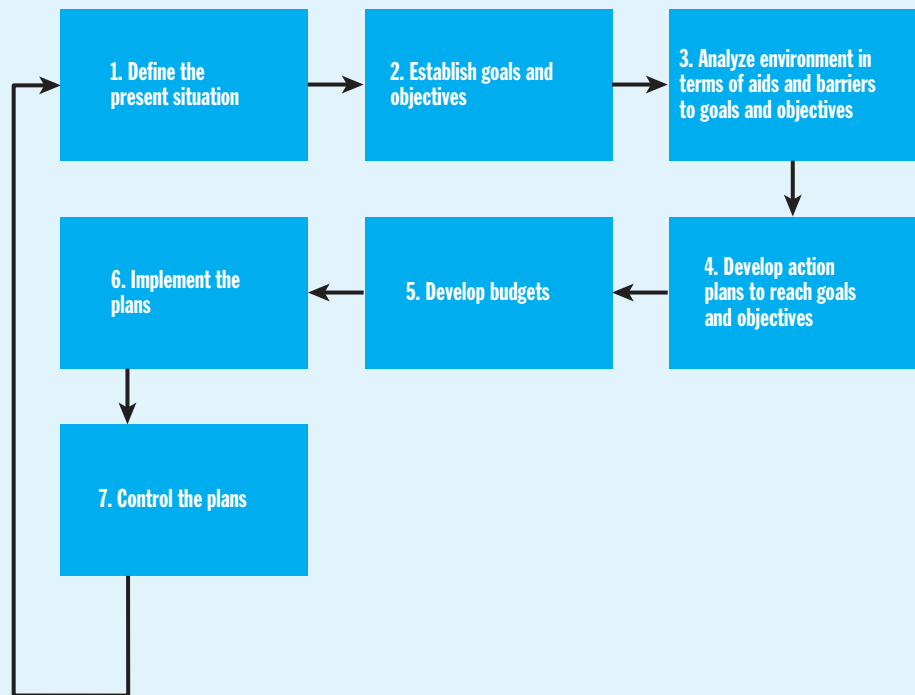 1. Define the
present situation
2. Establish goals and
objectives
3. Analyze environment in
terms of aids and barriers
to goals and objectives
4. Develop action
plans to reach goals
and objectives
5. Develop budgets
6. Implement the
plans
7. Control the plans